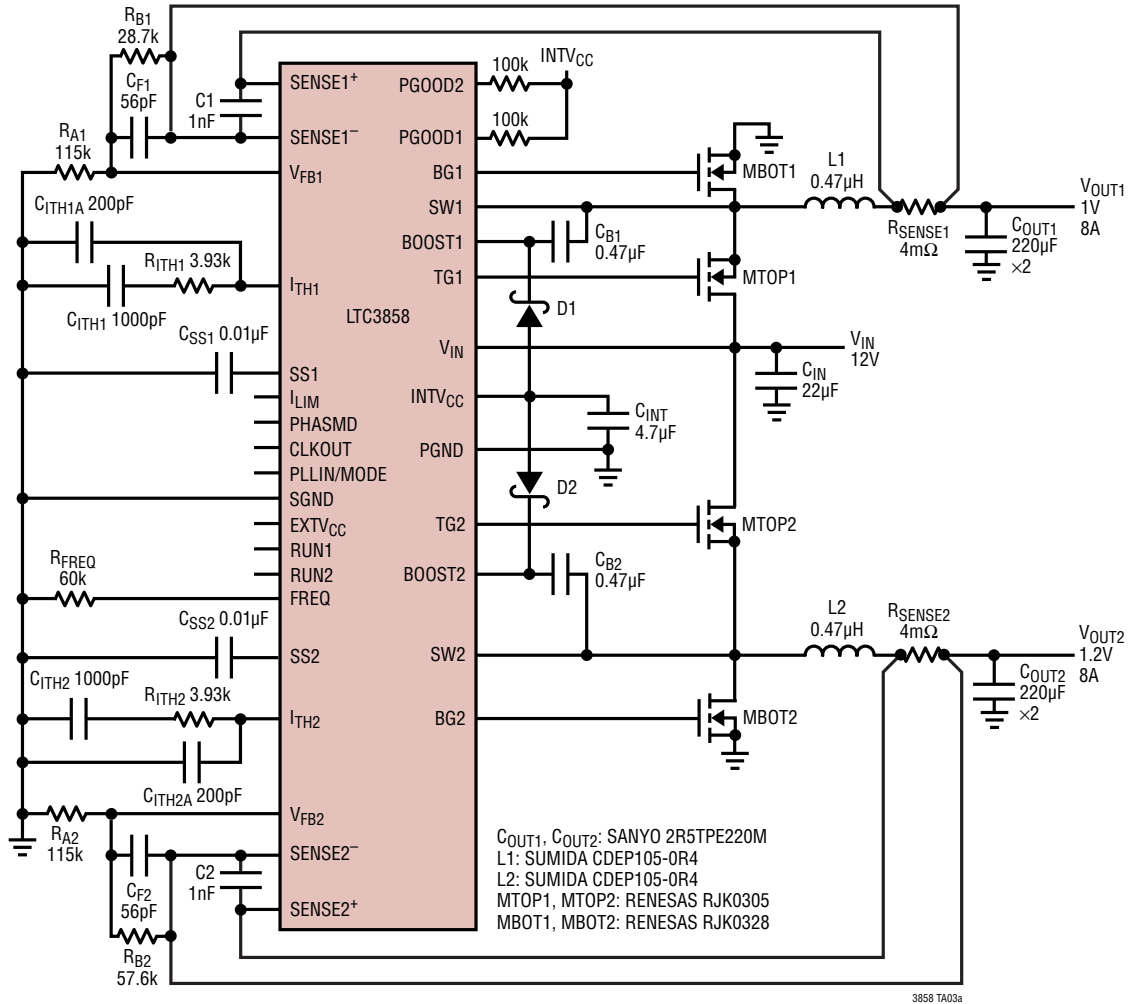 RB1
28.7k
CF1
56pF
RA1
115k
C1
1nF
CITH1A 200pF
RITH1 3.93k
CITH1 1000pF
CSS1 0.01µF
RFREQ
60k
CSS2 0.01µF
CITH2 1000pF
RITH2 3.93k
CITH2A 200pF
RA2
115k
CF2
56pF
C2
1nF
RB2
57.6k
SENSE1+
SENSE1–
VFB1
ITH1
LTC3858
SS1
ILIM
PHASMD
CLKOUT
PLLIN/MODE
SGND
EXTVCC
RUN1
RUN2
FREQ
SS2
ITH2
VFB2
SENSE2–
SENSE2+
PGOOD2
PGOOD1
BG1
SW1
BOOST1
TG1
VIN
INTVCC
PGND
TG2
BOOST2
SW2
BG2
100k
INTVCC
100k
MBOT1
L1
0.47µH
VOUT1
1V
8A
RSENSE1
4mΩ
COUT1
220µF
×2
CB1
0.47µF
MTOP1
D1
VIN
12V
CIN
22µF
CINT
4.7µF
D2
MTOP2
CB2
0.47µF
L2
0.47µH
RSENSE2
4mΩ
VOUT2
1.2V
8A
COUT2
220µF
×2
MBOT2
COUT1, COUT2: SANYO 2R5TPE220M
L1: SUMIDA CDEP105-0R4
L2: SUMIDA CDEP105-0R4
MTOP1, MTOP2: RENESAS RJK0305
MBOT1, MBOT2: RENESAS RJK0328
3858 TA03a